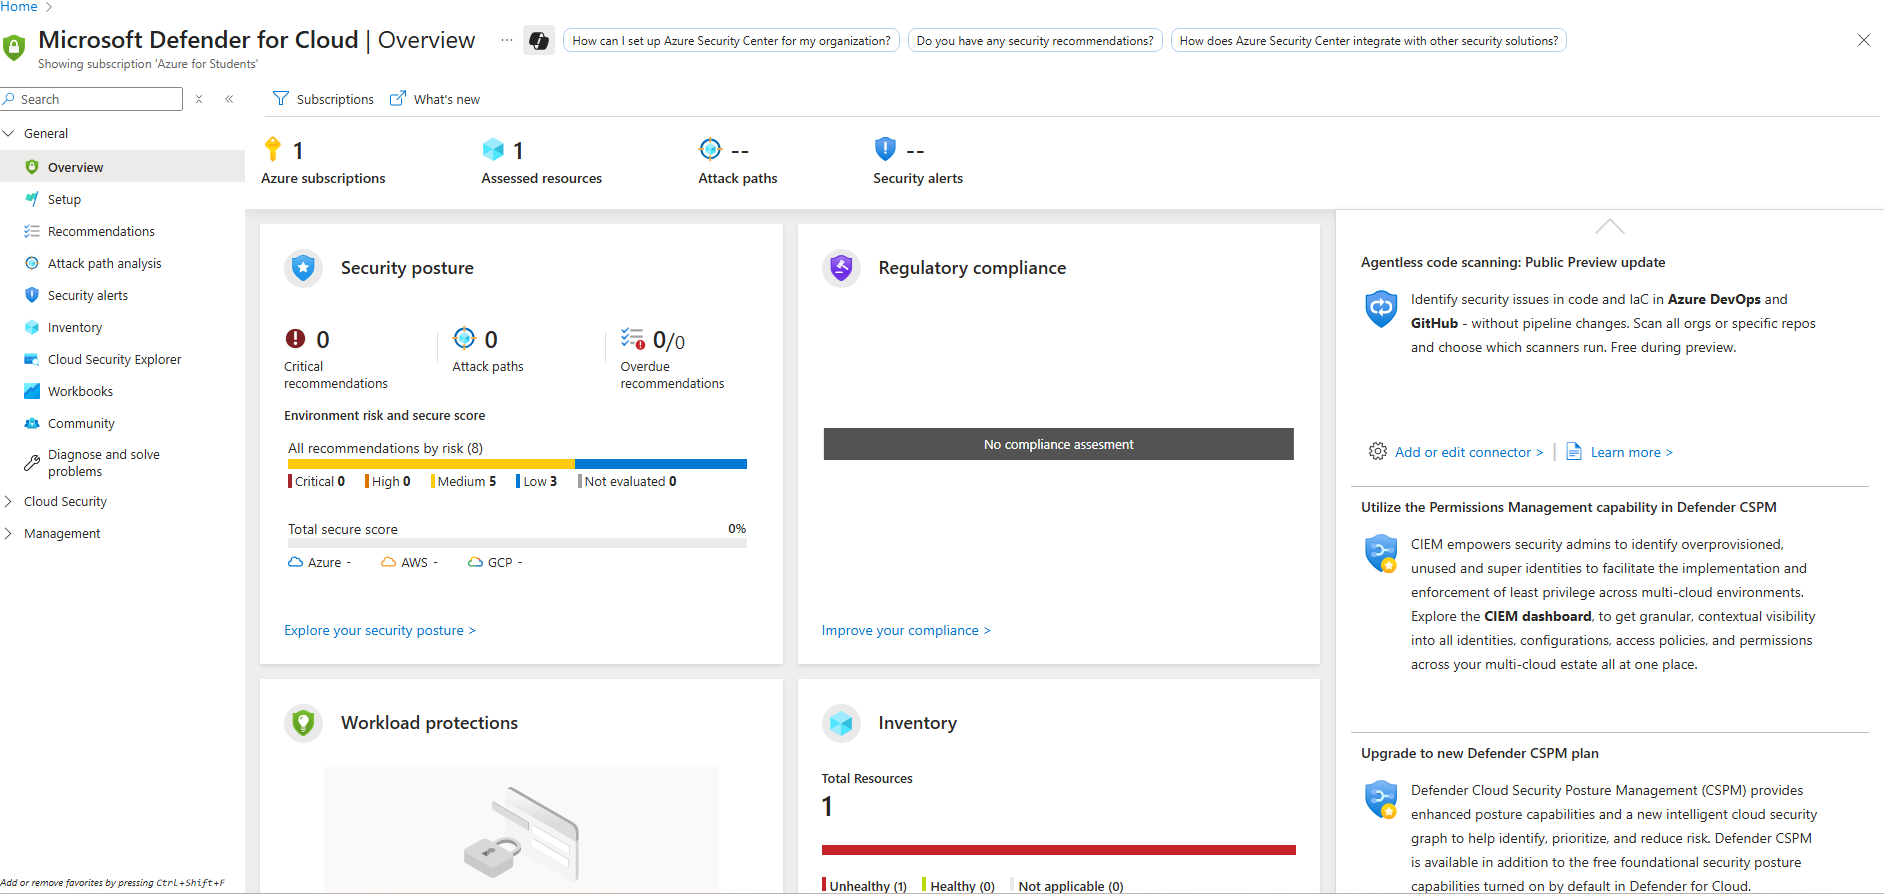 Home
Microsoft Defender for Cloud | Overview
Showing subscription 'Azure for Students'
How can I set up Azure Security Center for my organization?
Do you have any security recommendations?
How does Azure Security Center integrate with other security solutions?
Search
General
Overview
Setup
Recommendations
Attack path analysis
Security alerts
Inventory
Cloud Security Explorer
Workbooks
Community
Diagnose and solve
problems
Cloud Security
Management
Add or remove favorites by pressing Ctrl+Shift+F
Subscriptions
What's new
1
Azure subscriptions
1
Assessed resources
--
Attack paths
--
Security alerts
Security posture
0
Critical
recommendations
0
Attack paths
0/0
Overdue
recommendations
Environment risk and secure score
All recommendations by risk (8)
Critical 0
High 0
Medium 5
Low 3
Not evaluated 0
Total secure score
0%
Azure -
AWS -
GCP -
Explore your security posture >
Regulatory compliance
No compliance assesment
Improve your compliance >
Workload protections
Inventory
Total Resources
1
Unhealthy (1)
Healthy (0)
Not applicable (0)
Agentless code scanning: Public Preview update
Identify security issues in code and IaC in Azure DevOps and
GitHub - without pipeline changes. Scan all orgs or specific repos
and choose which scanners run. Free during preview.
Add or edit connector >
Learn more >
Utilize the Permissions Management capability in Defender CSPM
CIEM empowers security admins to identify overprovisioned,
unused and super identities to facilitate the implementation and
enforcement of least privilege across multi-cloud environments.
Explore the CIEM dashboard, to get granular, contextual visibility
into all identities, configurations, access policies, and permissions
across your multi-cloud estate all at one place.
Upgrade to new Defender CSPM plan
Defender Cloud Security Posture Management (CSPM) provides
enhanced posture capabilities and a new intelligent cloud security
graph to help identify, prioritize, and reduce risk. Defender CSPM
is available in addition to the free foundational security posture
capabilities turned on by default in Defender for Cloud.